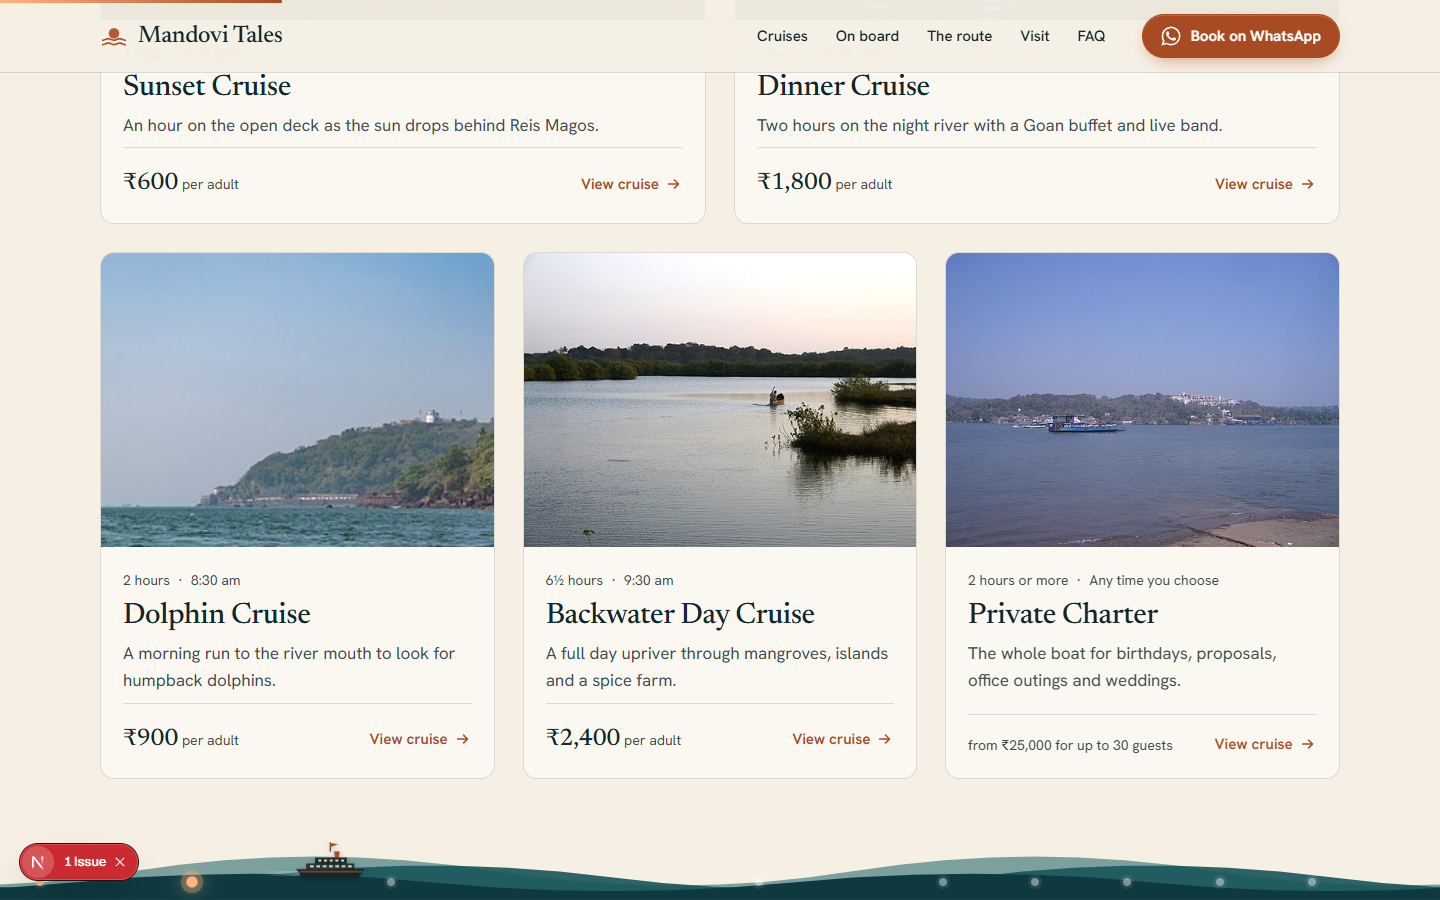 Mandovi Tales
Cruises
On board
The route
Visit
FAQ
Book on WhatsApp
Sunset Cruise
An hour on the open deck as the sun drops behind Reis Magos.
₹600 per adult
View cruise →
Dinner Cruise
Two hours on the night river with a Goan buffet and live band.
₹1,800 per adult
View cruise →
2 hours · 8:30 am
Dolphin Cruise
A morning run to the river mouth to look for
humpback dolphins.
₹900 per adult
View cruise →
6½ hours · 9:30 am
Backwater Day Cruise
A full day upriver through mangroves, islands
and a spice farm.
₹2,400 per adult
View cruise →
2 hours or more · Any time you choose
Private Charter
The whole boat for birthdays, proposals,
office outings and weddings.
from ₹25,000 for up to 30 guests
View cruise →
N 1 Issue ×